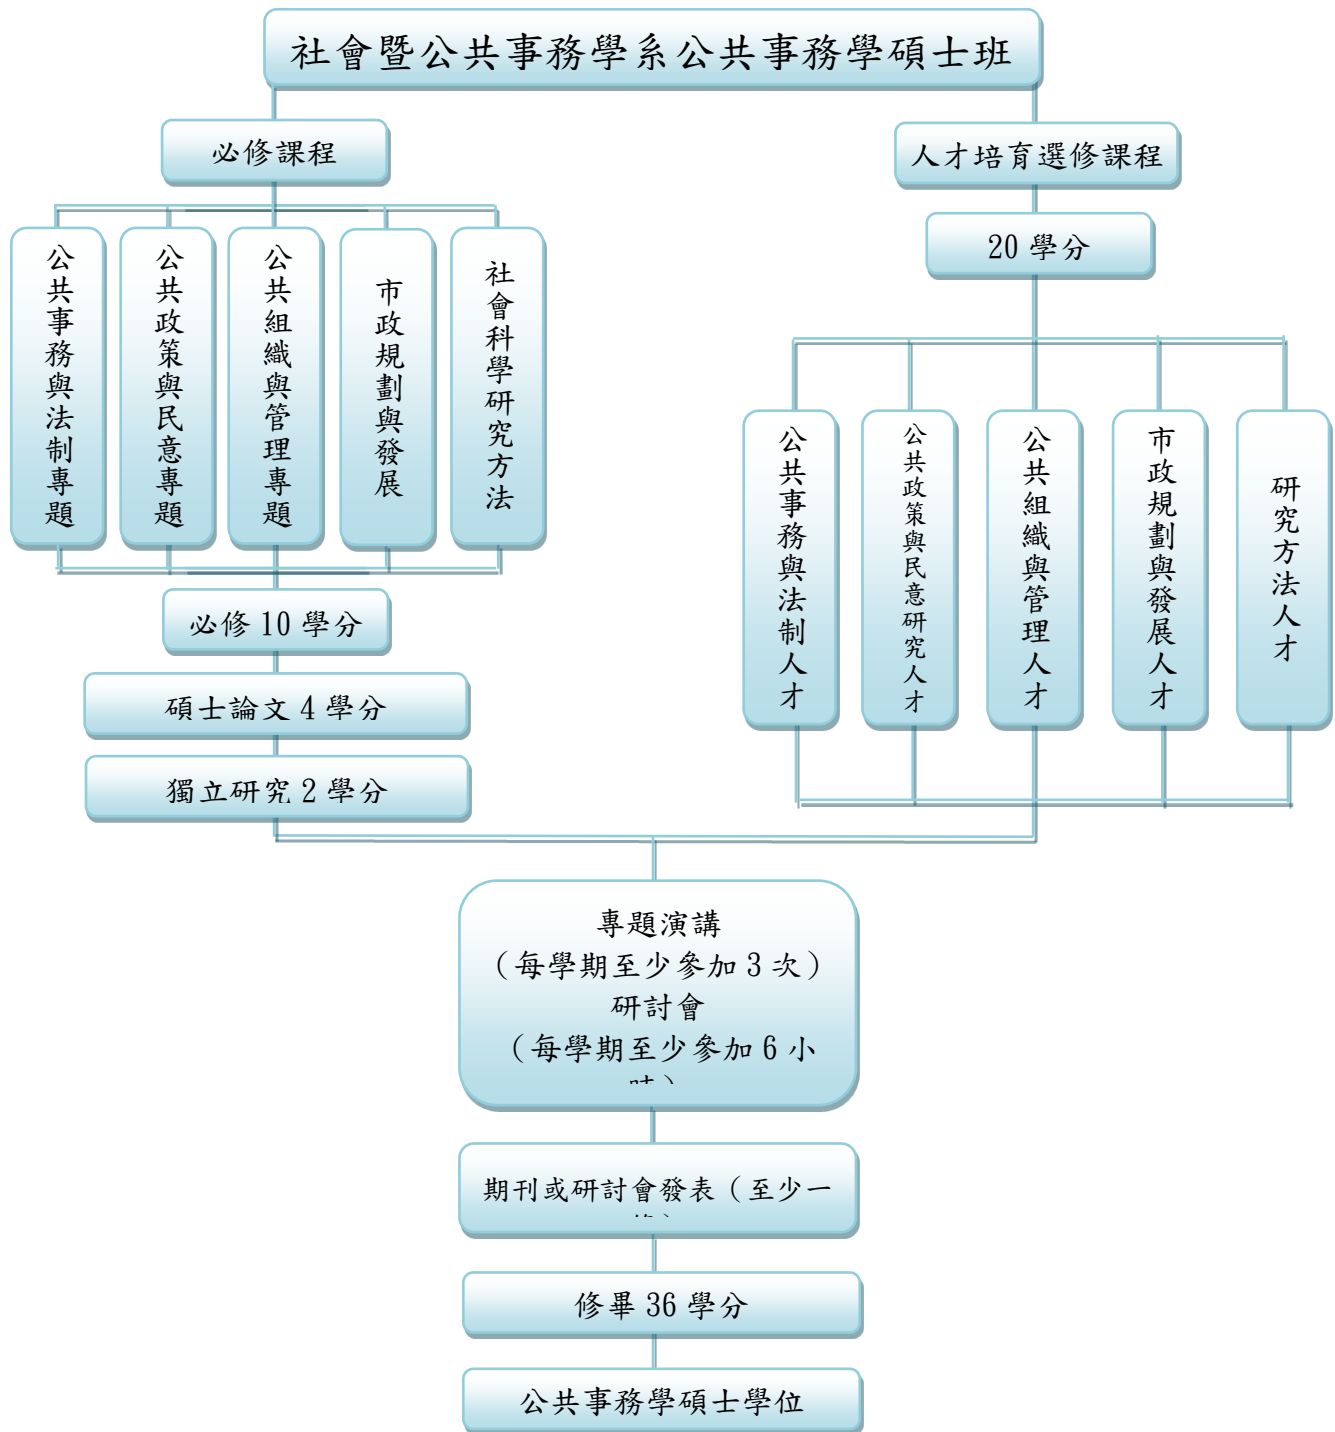 社會暨公共事務學系公共事務學碩士班
必修課程
人才培育選修課程
20 學分
公共事務與法制專題
公共政策與民意專題
公共組織與管理專題
市政規劃與發展
社會科學研究方法
公共事務與法制人才
公共政策與民意研究人才
公共組織與管理人才
市政規劃與發展人才
研究方法人才
必修 10 學分
碩士論文 4 學分
獨立研究 2 學分
專題演講
（每學期至少參加 3 次）
研討會
（每學期至少參加 6 小
期刊或研討會發表（至少一
修畢 36 學分
公共事務學碩士學位